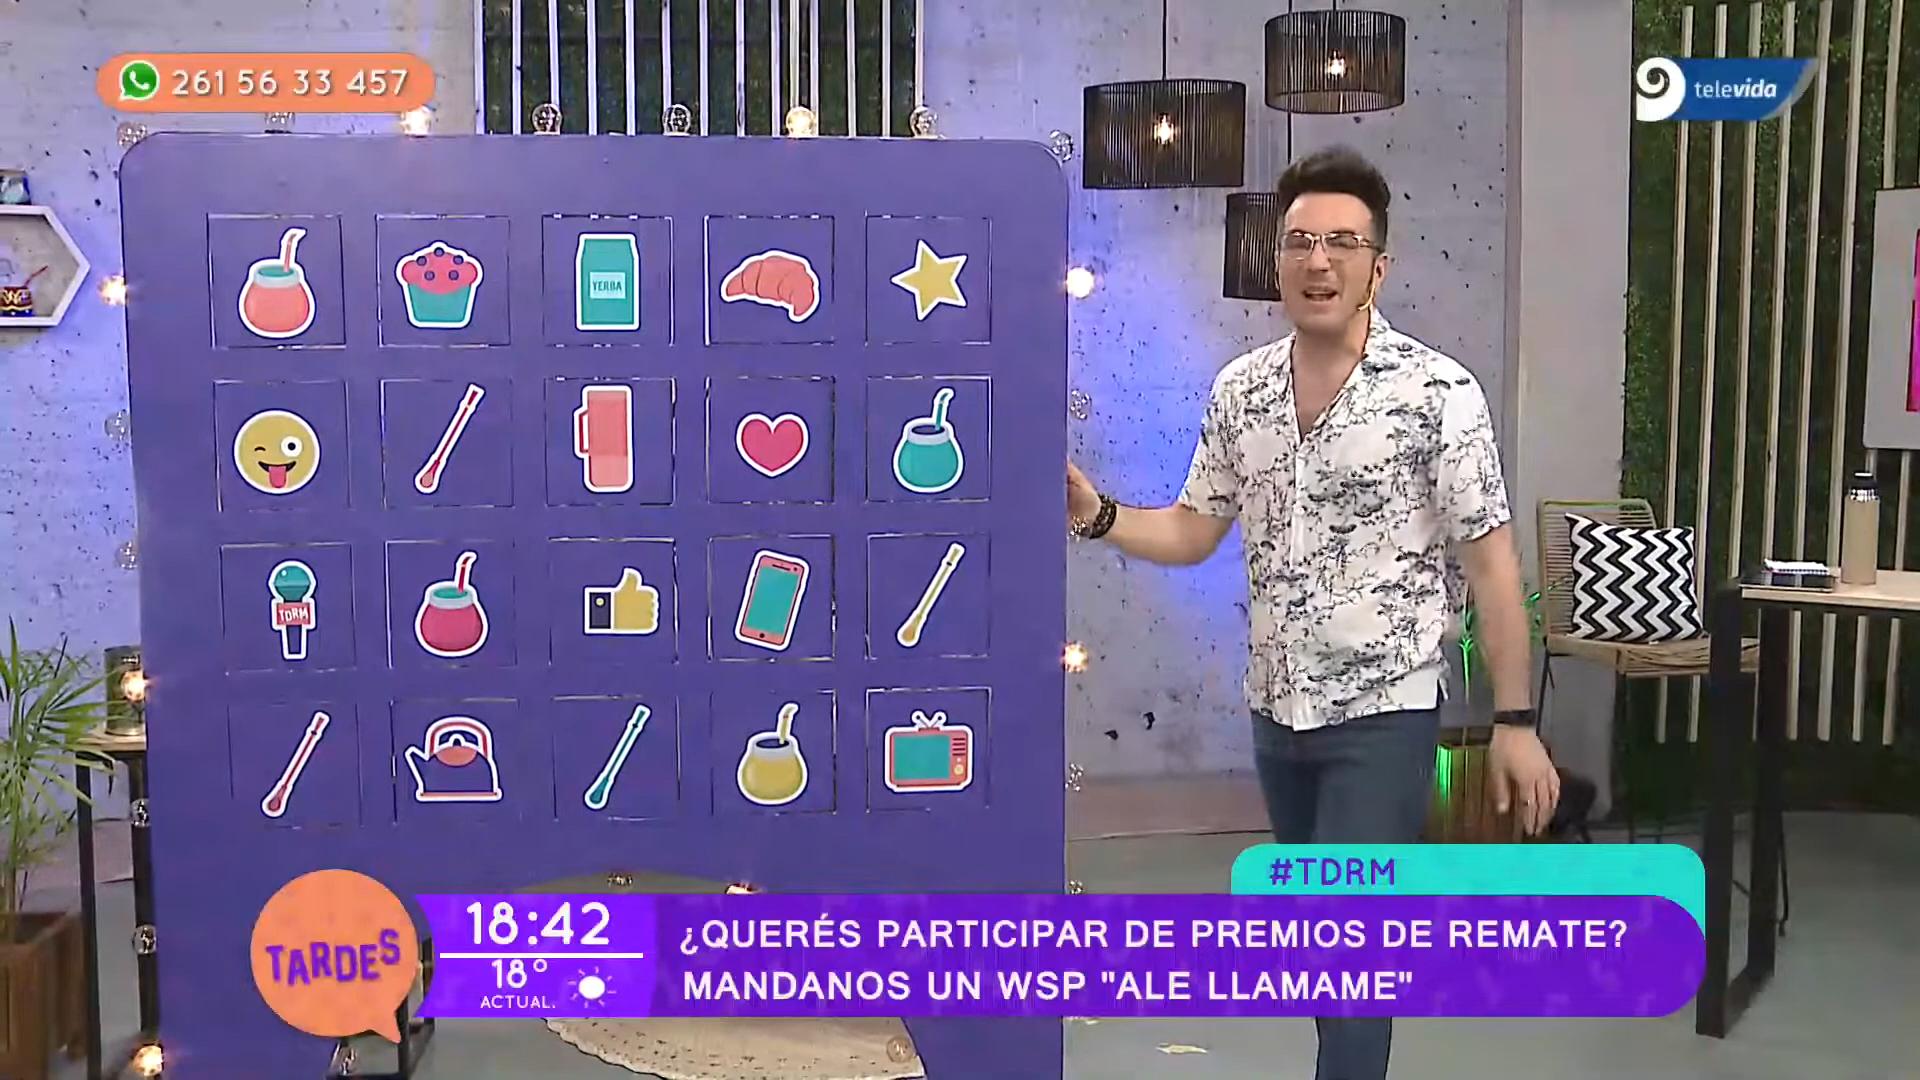 261 56 33 457
9 televida
YERBA
TDRM
#TDRM
TARDES
18:42
18°
ACTUAL.
¿QUERÉS PARTICIPAR DE PREMIOS DE REMATE?
MANDANOS UN WSP "ALE LLAMAME"